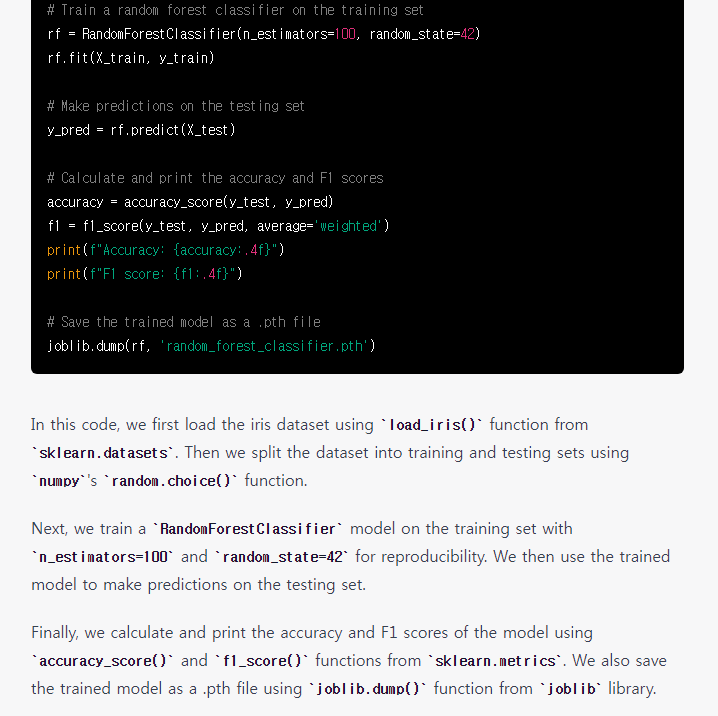 # Train a random forest classifier on the training set
rf = RandomForestClassifier(n_estimators=100, random_state=42)
rf.fit(X_train, y_train)
# Make predictions on the testing set
y_pred = rf.predict(X_test)
# Calculate and print the accuracy and F1 scores
accuracy = accuracy_score(y_test, y_pred)
f1 = f1_score(y_test, y_pred, average='weighted')
print(f"Accuracy: {accuracy:.4f}")
print(f"F1 score: {f1:.4f}")
# Save the trained model as a .pth file
joblib.dump(rf, 'random_forest_classifier.pth')
In this code, we first load the iris dataset using `load_iris()` function from
`sklearn.datasets`. Then we split the dataset into training and testing sets using
`numpy`'s `random.choice()` function.
Next, we train a `RandomForestClassifier` model on the training set with
`n_estimators=100` and `random_state=42` for reproducibility. We then use the trained
model to make predictions on the testing set.
Finally, we calculate and print the accuracy and F1 scores of the model using
`accuracy_score()` and `f1_score()` functions from `sklearn.metrics`. We also save
the trained model as a .pth file using `joblib.dump()` function from `joblib` library.